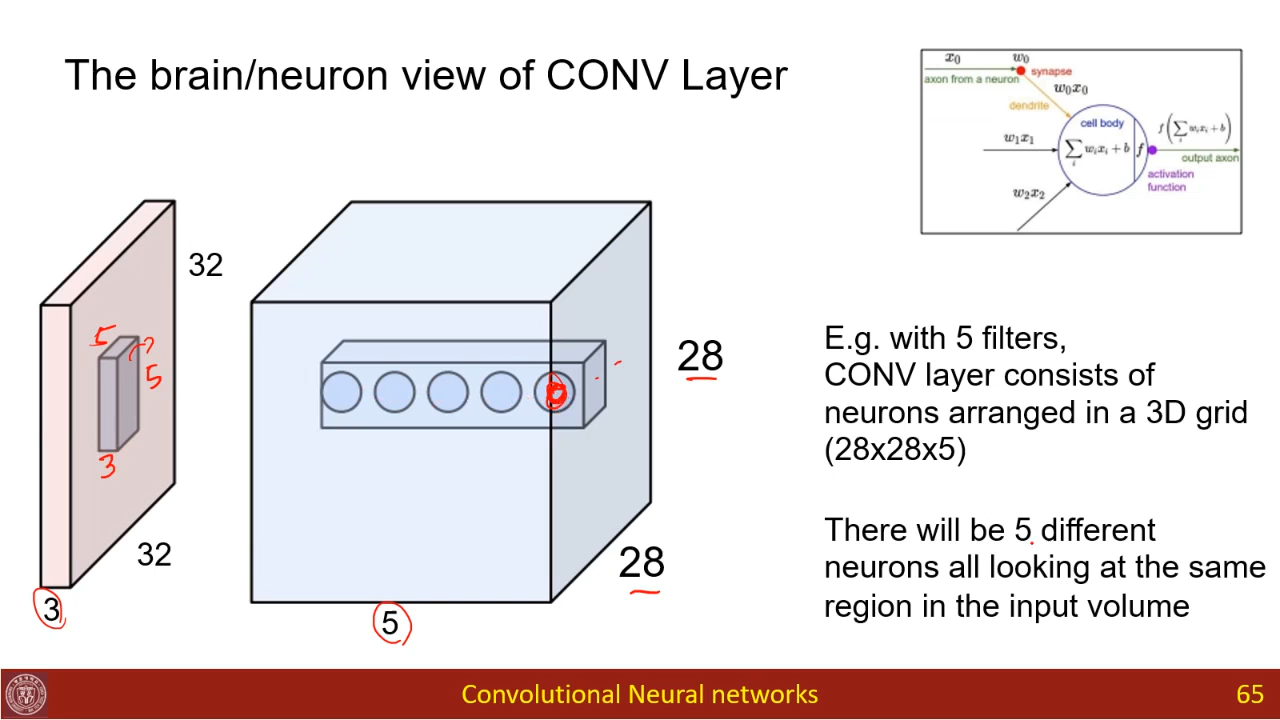 The brain/neuron view of CONV Layer
x₀
w₀
synapse
axon from a neuron
w₀x₀
dendrite
cell body
f(∑ᵢ wᵢxᵢ + b)
w₁x₁
∑ᵢ wᵢxᵢ + b
f
output axon
activation
function
w₂x₂
32
5
5
3
32
3
28
28
5
E.g. with 5 filters,
CONV layer consists of
neurons arranged in a 3D grid
(28x28x5)
There will be 5 different
neurons all looking at the same
region in the input volume
Convolutional Neural networks
65